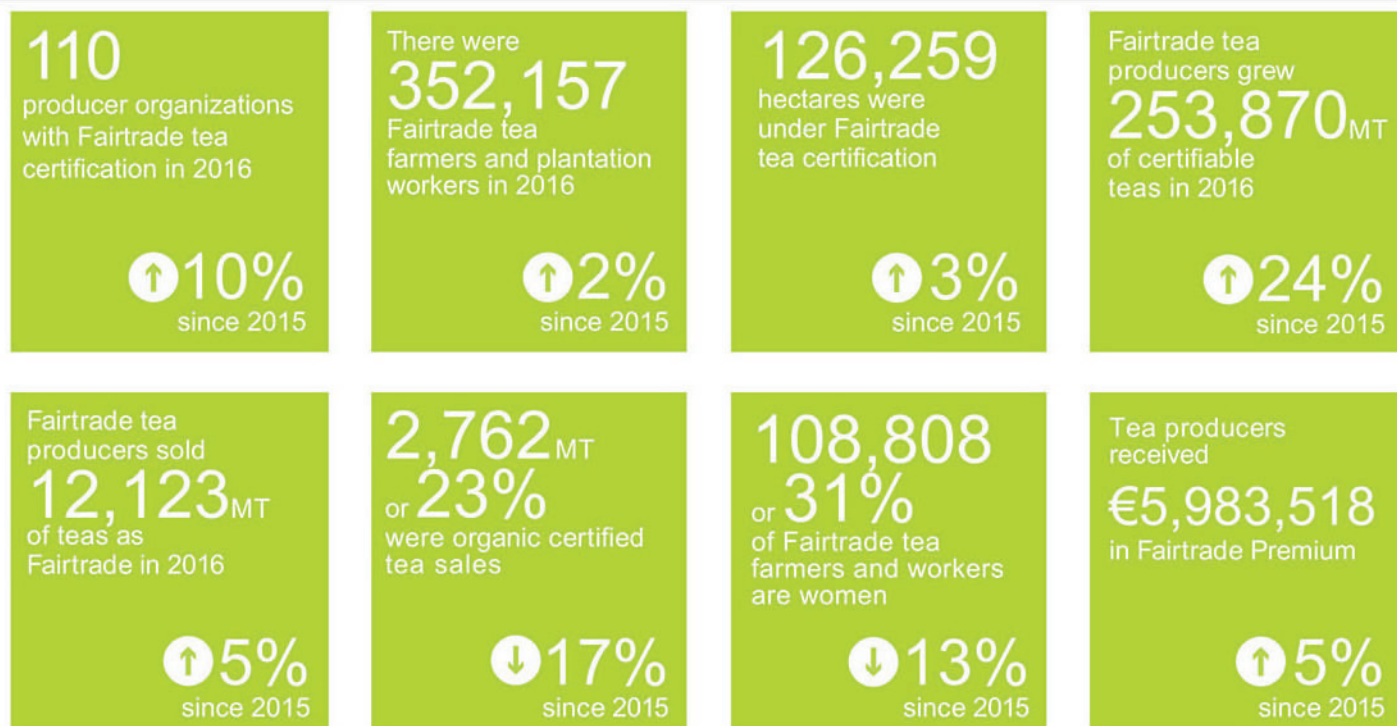 110
producer organizations
with Fairtrade tea
certification in 2016
↑10%
since 2015
There were
352,157
Fairtrade tea
farmers and plantation
workers in 2016
↑2%
since 2015
126,259
hectares were
under Fairtrade
tea certification
↑3%
since 2015
Fairtrade tea
producers grew
253,870MT
of certifiable
teas in 2016
↑24%
since 2015
Fairtrade tea
producers sold
12,123MT
of teas as
Fairtrade in 2016
↑5%
since 2015
2,762MT
or 23%
were organic certified
tea sales
↓17%
since 2015
108,808
or 31%
of Fairtrade tea
farmers and workers
are women
↓13%
since 2015
Tea producers
received
€5,983,518
in Fairtrade Premium
↑5%
since 2015